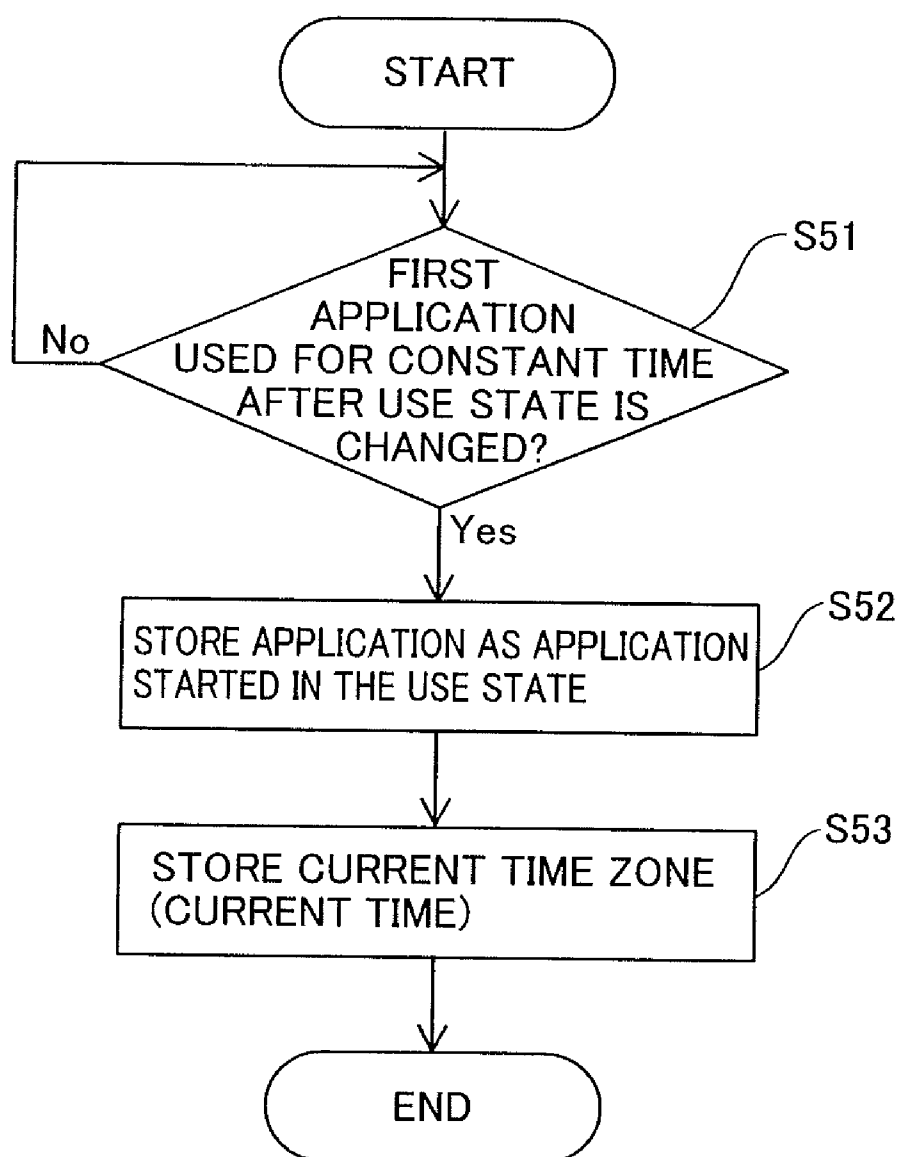 START
S51
FIRST
APPLICATION
USED FOR CONSTANT TIME
AFTER USE STATE IS
CHANGED?
No
Yes
S52
STORE APPLICATION AS APPLICATION
STARTED IN THE USE STATE
S53
STORE CURRENT TIME ZONE
(CURRENT TIME)
END